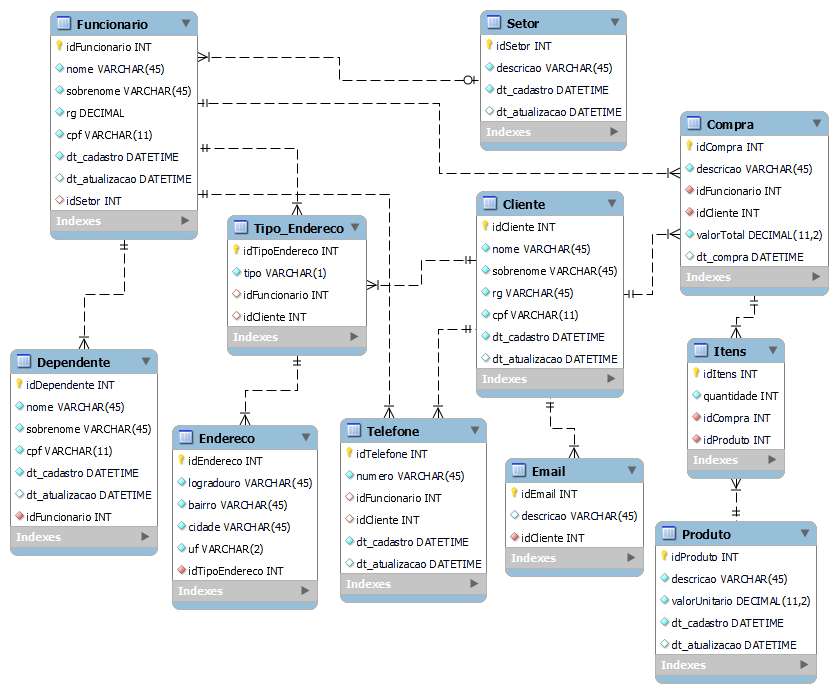 Funcionario
idFuncionario INT
nome VARCHAR(45)
sobrenome VARCHAR(45)
rg DECIMAL
cpf VARCHAR(11)
dt_cadastro DATETIME
dt_atualizacao DATETIME
idSetor INT
Indexes
Setor
idSetor INT
descricao VARCHAR(45)
dt_cadastro DATETIME
dt_atualizacao DATETIME
Indexes
Compra
idCompra INT
descricao VARCHAR(45)
idFuncionario INT
idCliente INT
valorTotal DECIMAL(11,2)
dt_compra DATETIME
Indexes
Cliente
idCliente INT
nome VARCHAR(45)
sobrenome VARCHAR(45)
rg VARCHAR(45)
cpf VARCHAR(11)
dt_cadastro DATETIME
dt_atualizacao DATETIME
Indexes
Tipo_Endereco
idTipoEndereco INT
tipo VARCHAR(1)
idFuncionario INT
idCliente INT
Indexes
Dependente
idDependente INT
nome VARCHAR(45)
sobrenome VARCHAR(45)
cpf VARCHAR(11)
dt_cadastro DATETIME
dt_atualizacao DATETIME
idFuncionario INT
Indexes
Endereco
idEndereco INT
logradouro VARCHAR(45)
bairro VARCHAR(45)
cidade VARCHAR(45)
uf VARCHAR(2)
idTipoEndereco INT
Indexes
Telefone
idTelefone INT
numero VARCHAR(45)
idFuncionario INT
idCliente INT
dt_cadastro DATETIME
dt_atualizacao DATETIME
Indexes
Email
idEmail INT
descricao VARCHAR(45)
idCliente INT
Indexes
Itens
idItens INT
quantidade INT
idCompra INT
idProduto INT
Indexes
Produto
idProduto INT
descricao VARCHAR(45)
valorUnitario DECIMAL(11,2)
dt_cadastro DATETIME
dt_atualizacao DATETIME
Indexes